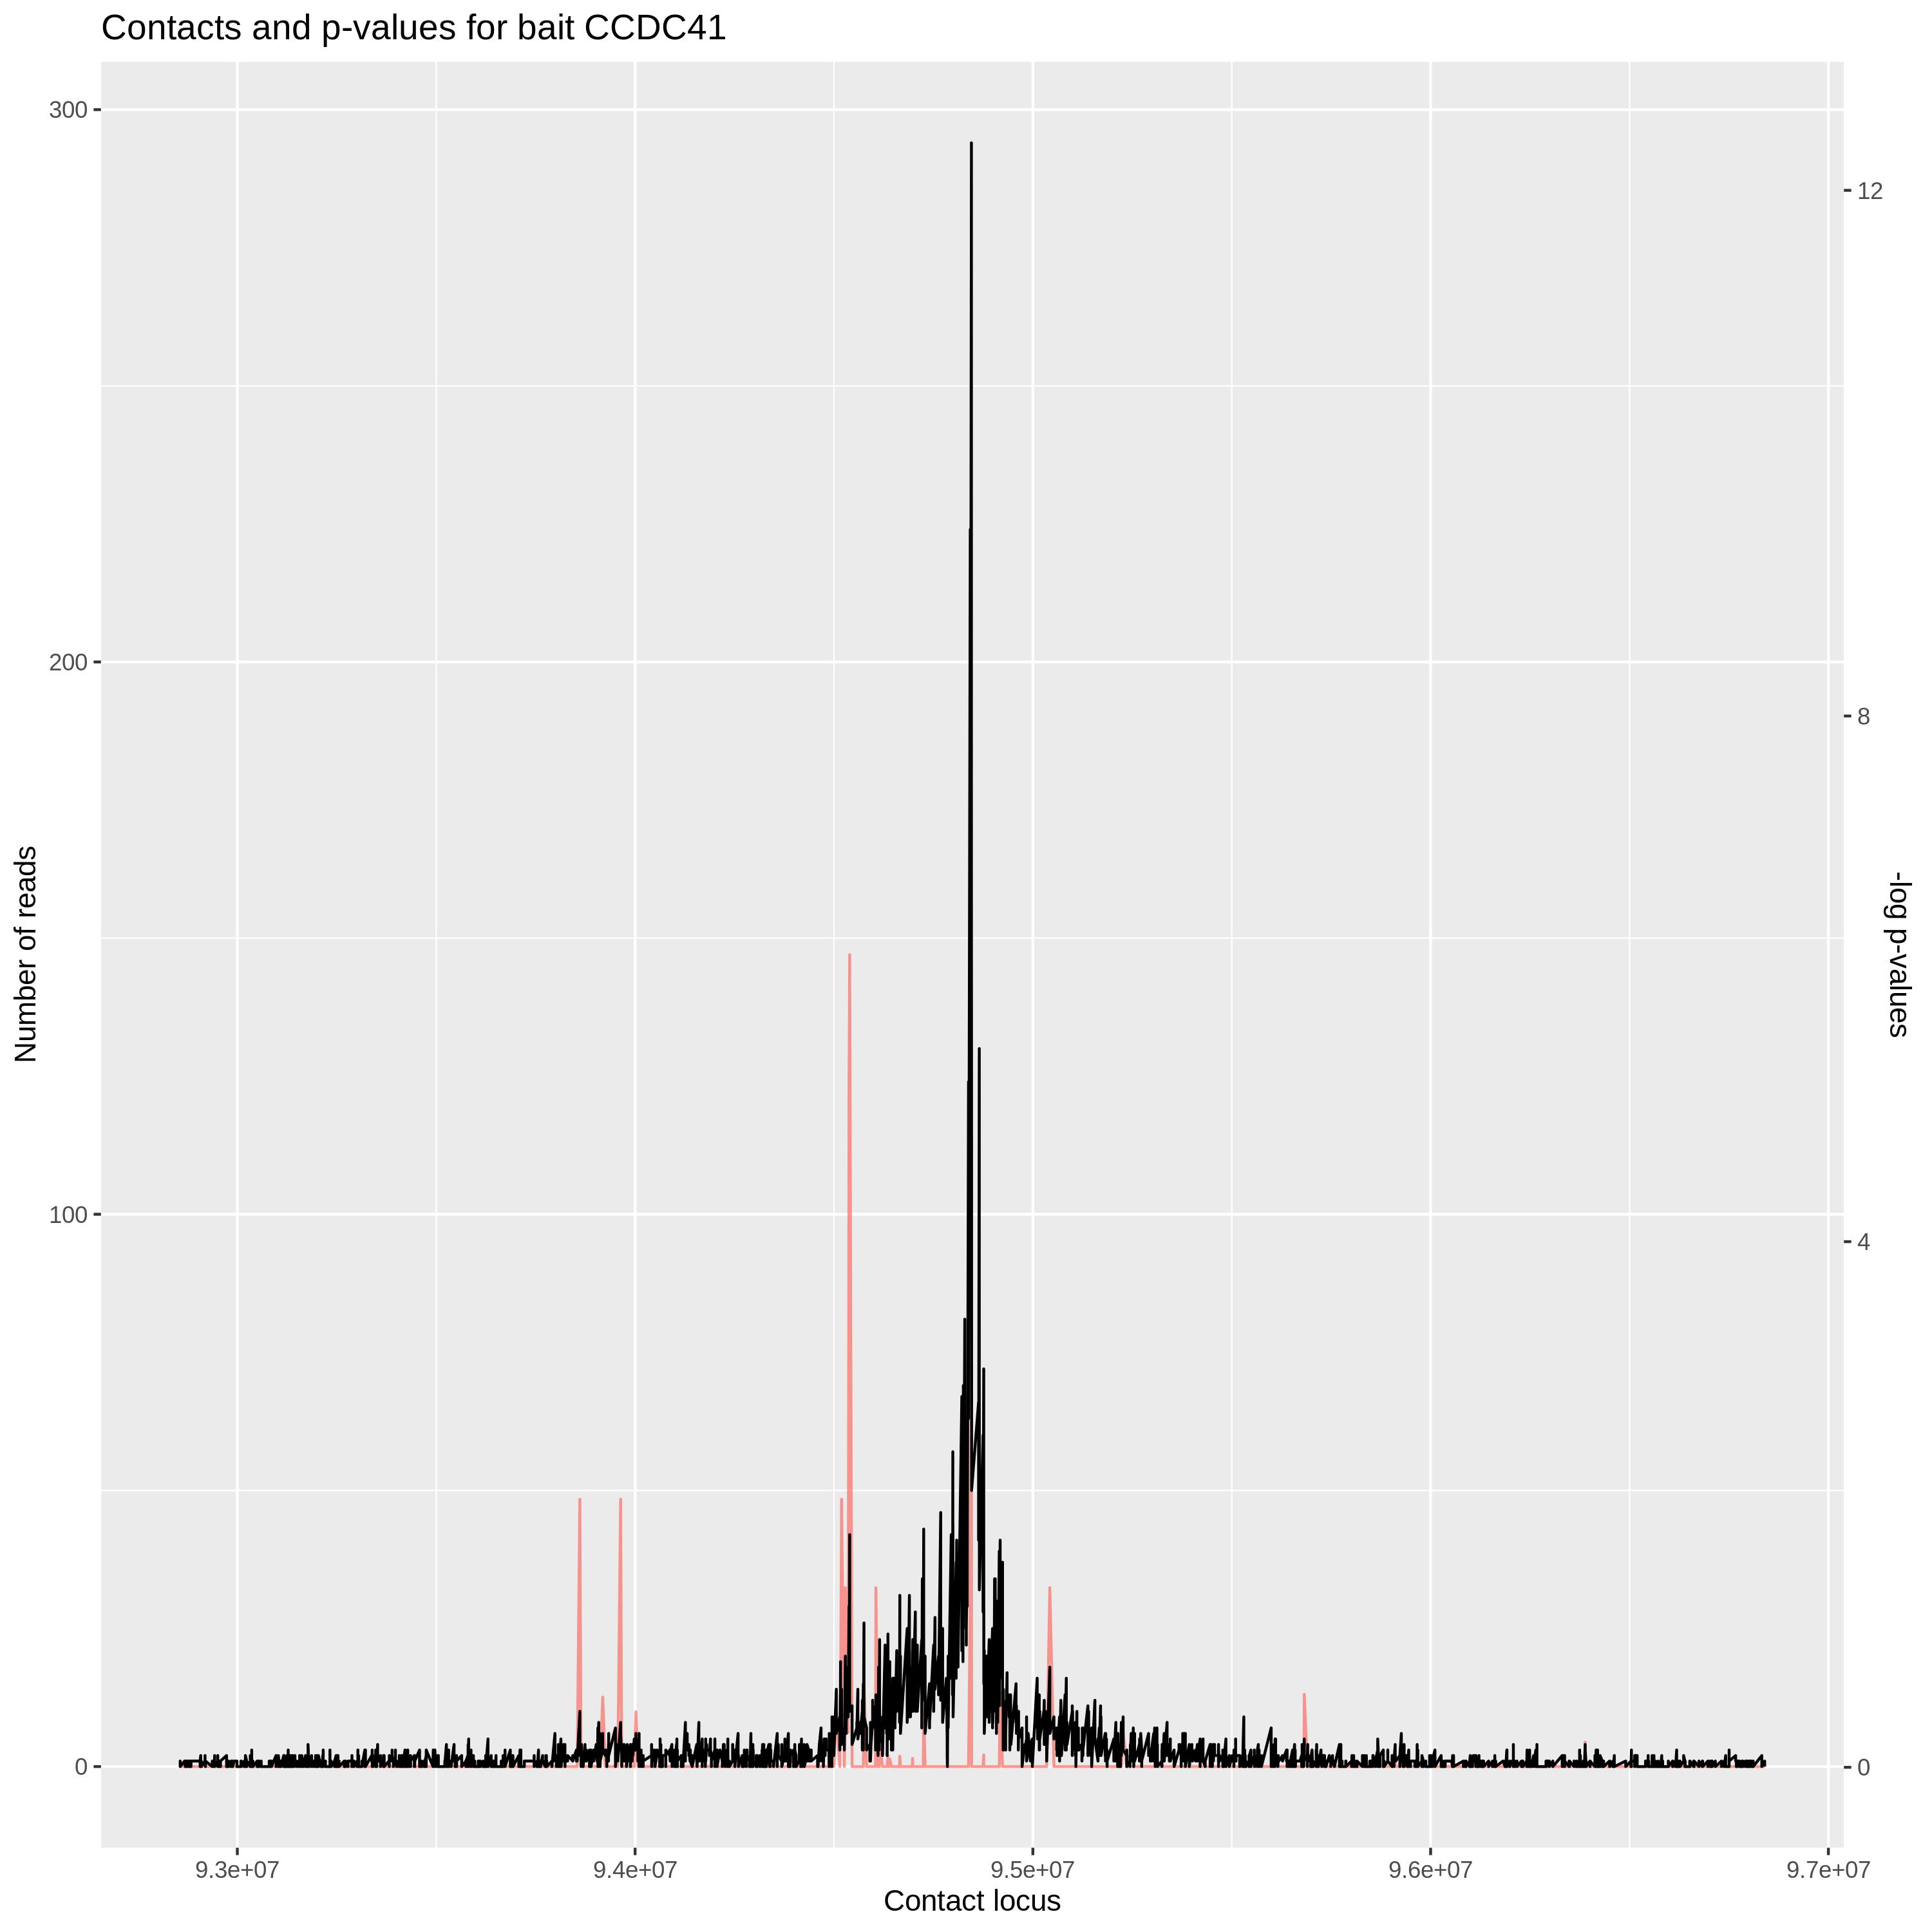 Contacts and p-values for bait CCDC41
300
200
100
0
Number of reads
12
8
4
0
-log p-values
9.3e+07
9.4e+07
9.5e+07
9.6e+07
9.7e+07
Contact locus